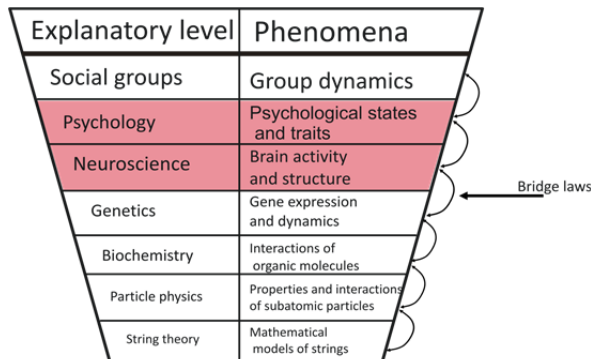 Explanatory level Phenomena
Social groups Group dynamics
Psychology Psychological states
and traits
Neuroscience Brain activity
and structure
Genetics Gene expression
and dynamics
Biochemistry Interactions of
organic molecules
Particle physics Properties and interactions
of subatomic particles
String theory Mathematical
models of strings
Bridge laws